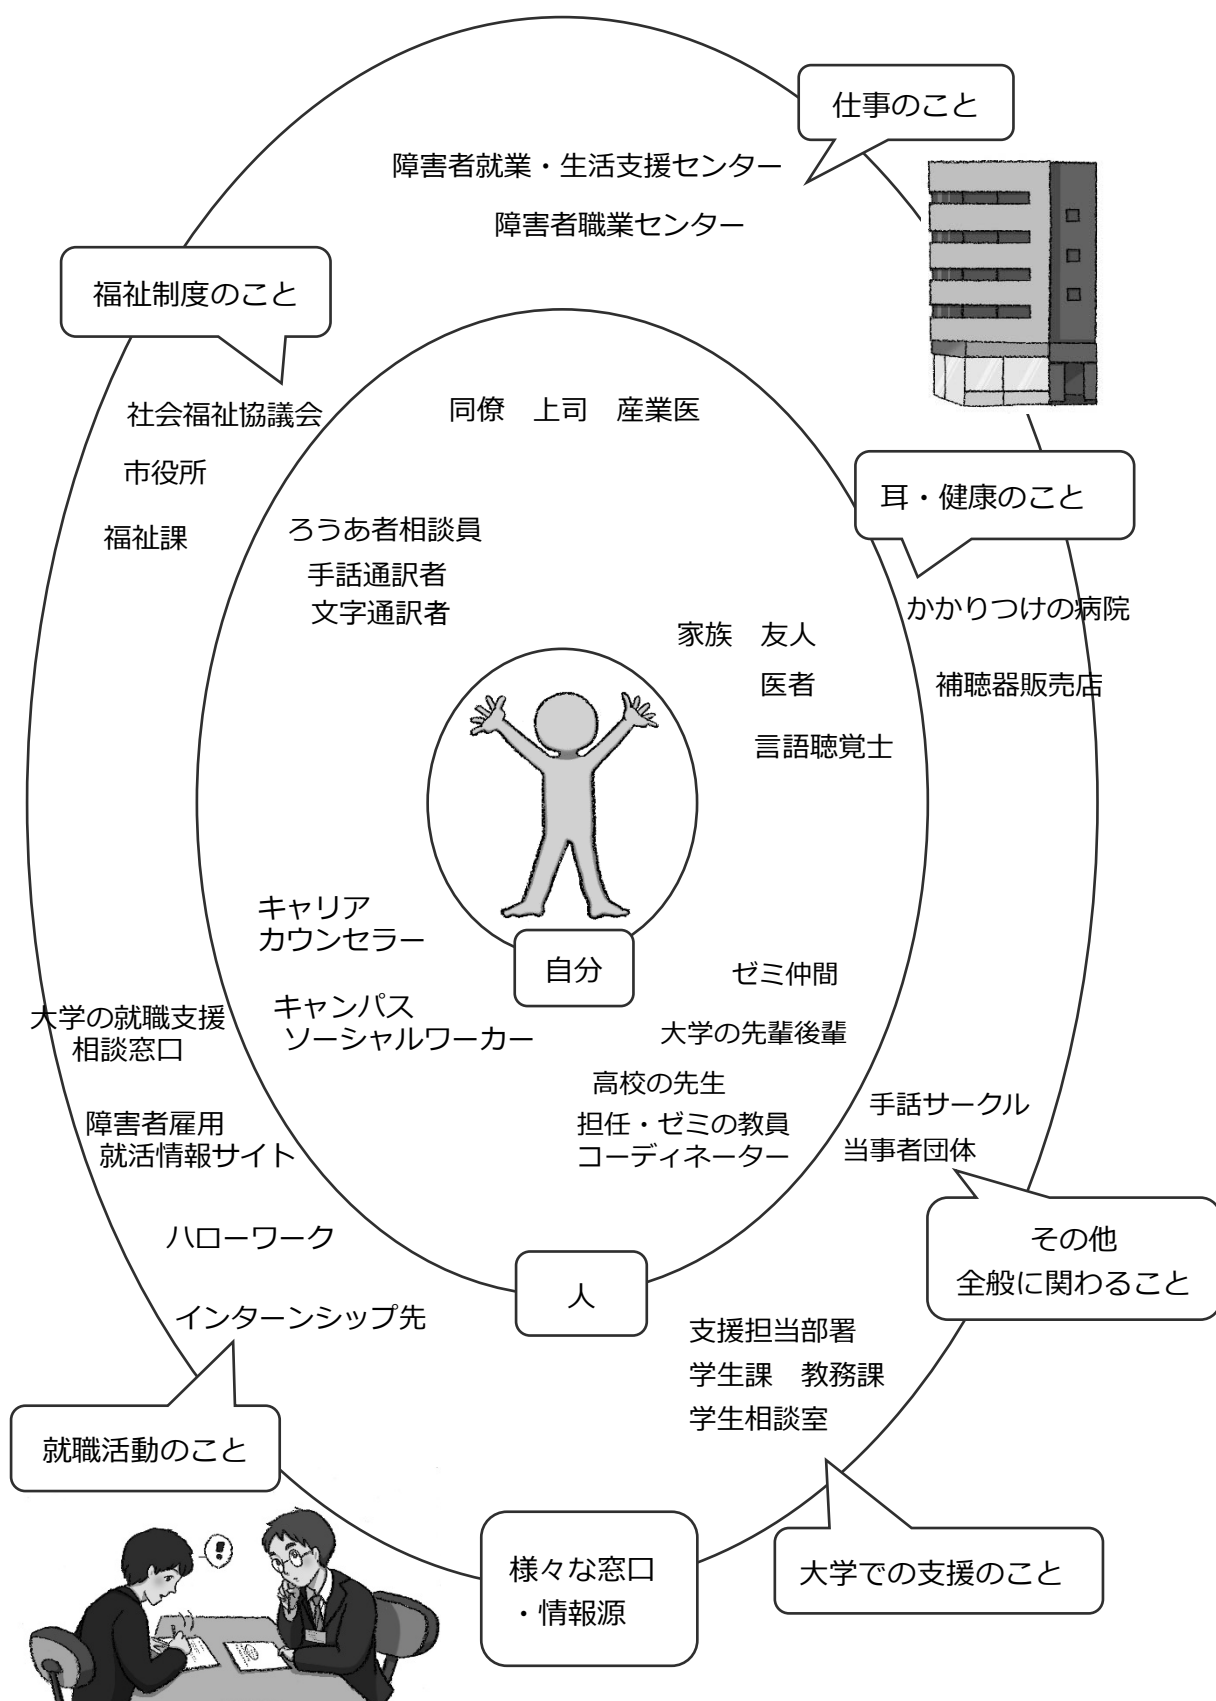 仕事のこと
障害者就業・生活支援センター
障害者職業センター
福祉制度のこと
社会福祉協議会
市役所
福祉課
同僚　上司　産業医
耳・健康のこと
かかりつけの病院
補聴器販売店
ろうあ者相談員
手話通訳者
文字通訳者
家族　友人
医者
言語聴覚士
自分
キャリア
カウンセラー
キャンパス
ソーシャルワーカー
ゼミ仲間
大学の先輩後輩
高校の先生
担任・ゼミの教員
コーディネーター
人
大学の就職支援
相談窓口
障害者雇用
就活情報サイト
ハローワーク
インターンシップ先
就職活動のこと
手話サークル
当事者団体
その他
全般に関わること
支援担当部署
学生課　教務課
学生相談室
大学での支援のこと
様々な窓口
・情報源
!